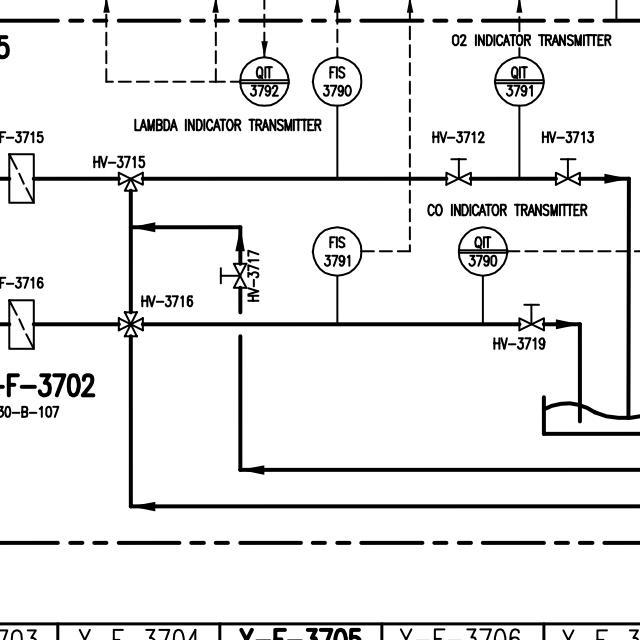 5
O2 INDICATOR TRANSMITTER
QIT
3792
FIS
3790
QIT
3791
LAMBDA INDICATOR TRANSMITTER
F-3715
HV-3715
HV-3712
HV-3713
CO INDICATOR TRANSMITTER
FIS
3791
QIT
3790
HV-3717
F-3716
HV-3716
HV-3719
-F-3702
30-B-107
703
Y-F-3704
Y-F-3705
Y-F-3706
Y-F-3